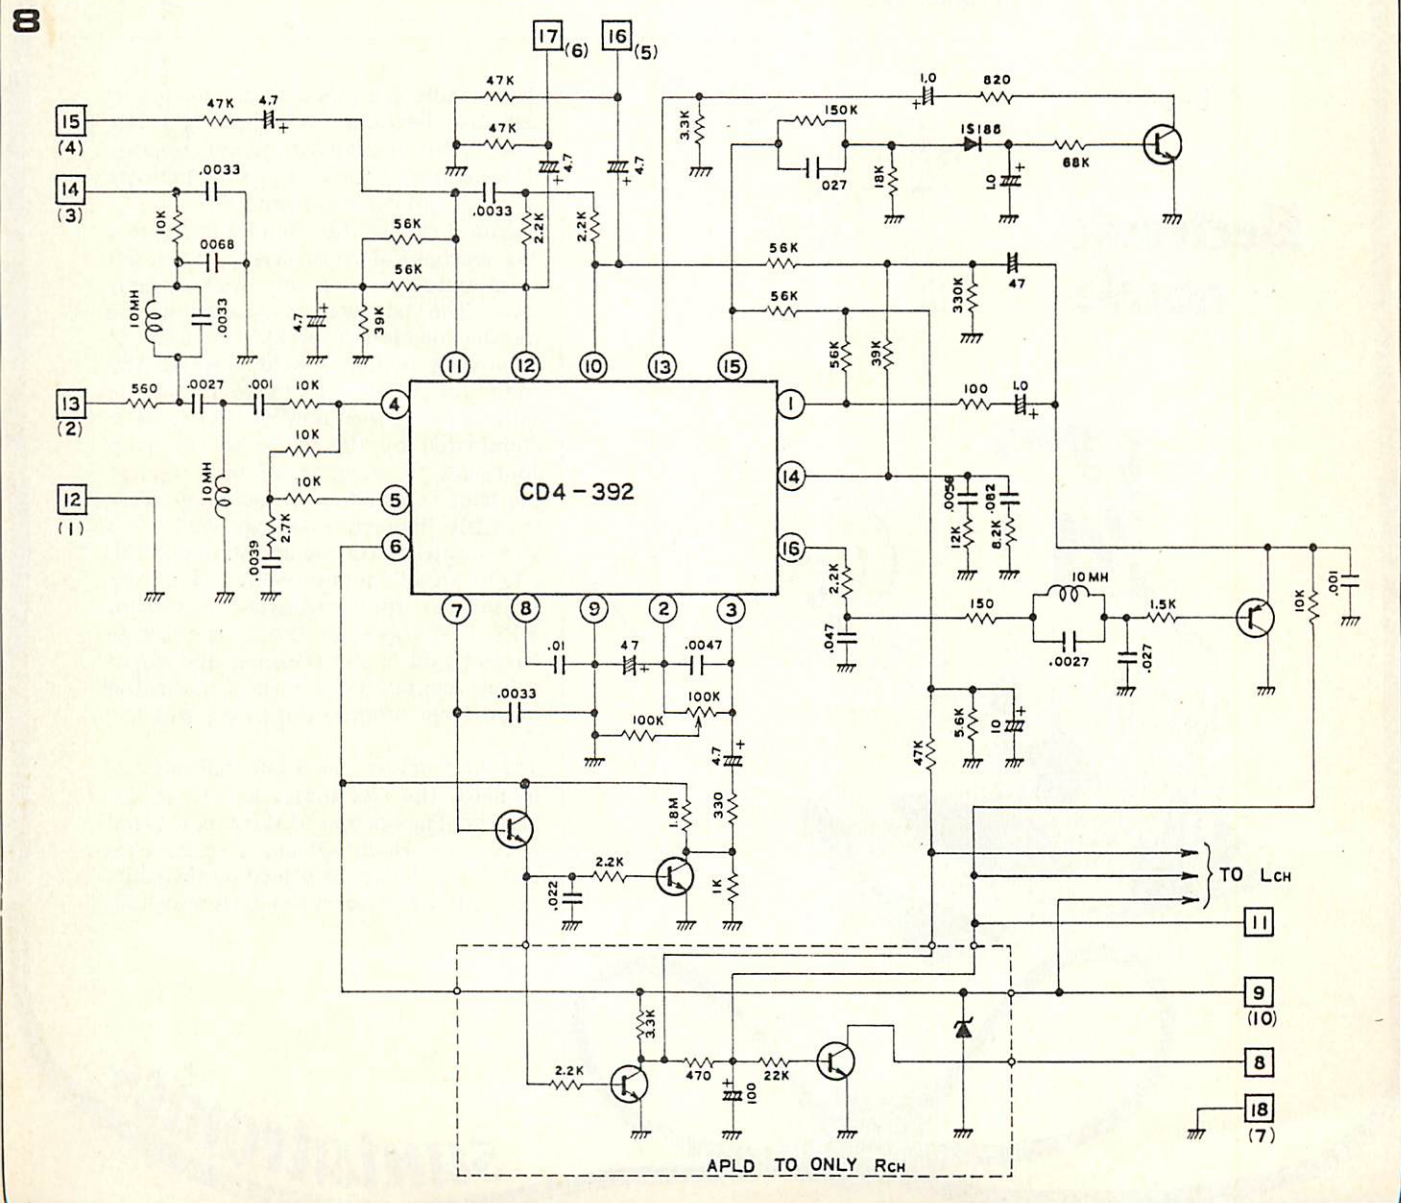 8
17 (6) 16 (5)
47K 1.0 820
15 (4) 47K 4.7 47K 3.3K 150K 1S188
4.7 4.7 027 18K 10 68K
14 (3) .0033 .0033
10K 2.2K 2.2K
56K
.0068 56K
56K 47
10MH .0033 4.7 39K 56K 330K
56K 39K
11 12 10 13 15
13 (2) 560 .0027 .001 10K 4 1 100 1.0
10K
10MH 10K 5 CD4-392 14
12 (1) 2.7K .0056 .082
.0039 6 16 12K 8.2K
2.2K 10MH 10K .001
7 8 9 2 3 150 1.5K
.047 .0027 .027
.01 47 .0047
.0033 100K
100K 5.6K 10
4.7 47K
1.8M 330
2.2K TO LCH
.022 1K
11
9 (10)
3.3K
8
2.2K 470 22K
100
18 (7)
APLD TO ONLY RCH